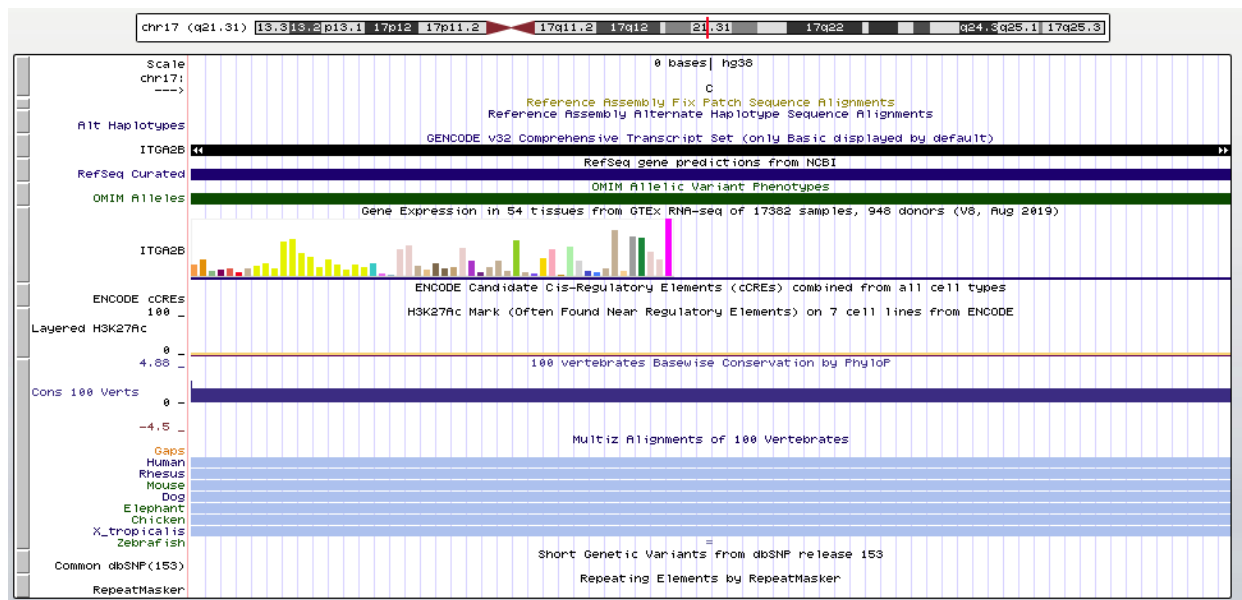 chr17 (q21.31) 13.3 13.2 p13.1 17p12 17p11.2 17q11.2 17q12 21.31 17q22 q24.3 q25.1 17q25.3
Scale 0 bases| hg38
chr17:
---> C
Reference Assembly Fix Patch Sequence Alignments
Reference Assembly Alternate Haplotype Sequence Alignments
Alt Haplotypes
GENCODE v32 Comprehensive Transcript Set (only Basic displayed by default)
ITGA2B
RefSeq gene predictions from NCBI
RefSeq Curated
OMIM Allelic Variant Phenotypes
OMIM Alleles
Gene Expression in 54 tissues from GTEx RNA-seq of 17382 samples, 948 donors (V8, Aug 2019)
ITGA2B
ENCODE Candidate Cis-Regulatory Elements (cCREs) combined from all cell types
ENCODE cCREs
100 _ H3K27Ac Mark (Often Found Near Regulatory Elements) on 7 cell lines from ENCODE
Layered H3K27Ac
0 _
4.88 _ 100 vertebrates Basewise Conservation by PhyloP
Cons 100 Verts
0 -
-4.5 _
Multiz Alignments of 100 Vertebrates
Gaps
Human
Rhesus
Mouse
Dog
Elephant
Chicken
X_tropicalis
Zebrafish =
Short Genetic Variants from dbSNP release 153
Common dbSNP(153)
Repeating Elements by RepeatMasker
RepeatMasker